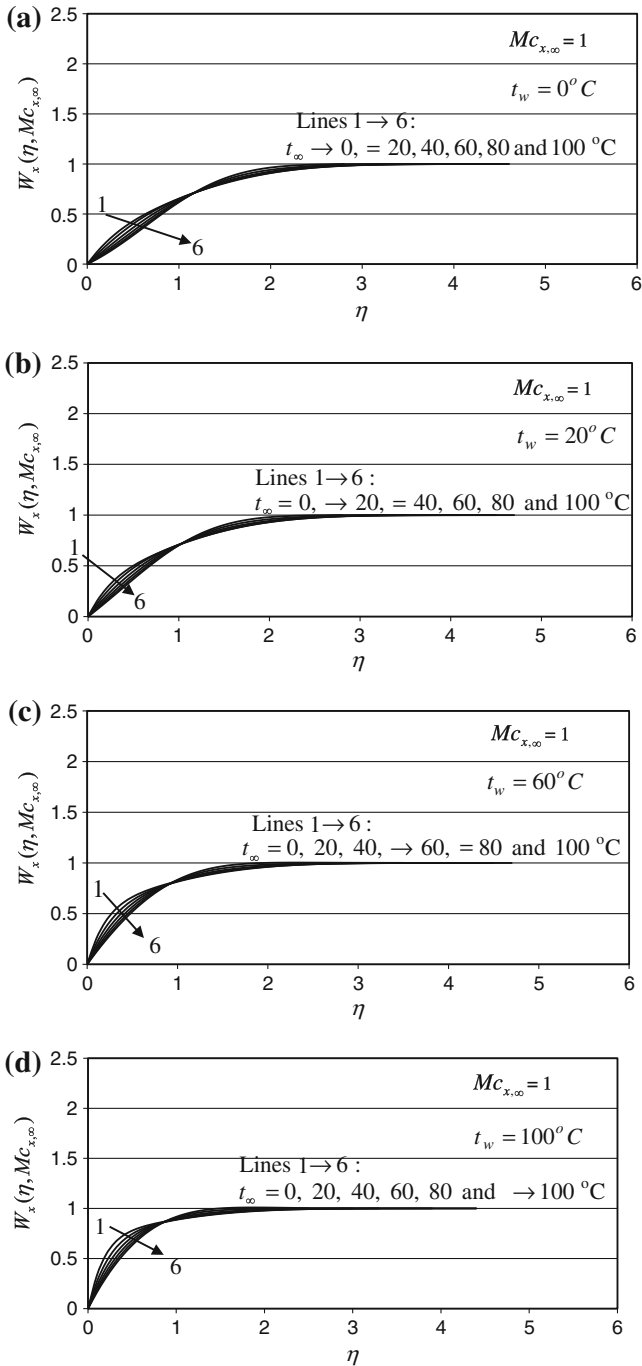 (a)
2.5
2
1.5
1
0.5
0
W_x(η, Mc_{x,∞})
Mc_{x,∞} = 1
t_w = 0°C
Lines 1→6:
t_∞ → 0, = 20, 40, 60, 80 and 100 °C
1
6
0 1 2 3 4 5 6
η
(b)
2.5
2
1.5
1
0.5
0
W_x(η, Mc_{x,∞})
Mc_{x,∞} = 1
t_w = 20°C
Lines 1→6 :
t_∞ = 0, → 20, = 40, 60, 80 and 100 °C
1
6
0 1 2 3 4 5 6
η
(c)
2.5
2
1.5
1
0.5
0
W_x(η, Mc_{x,∞})
Mc_{x,∞} = 1
t_w = 60°C
Lines 1→6 :
t_∞ = 0, 20, 40, → 60, = 80 and 100 °C
1
6
0 1 2 3 4 5 6
η
(d)
2.5
2
1.5
1
0.5
0
W_x(η, Mc_{x,∞})
Mc_{x,∞} = 1
t_w = 100°C
Lines 1→6 :
t_∞ = 0, 20, 40, 60, 80 and → 100 °C
1
6
0 1 2 3 4 5 6
η